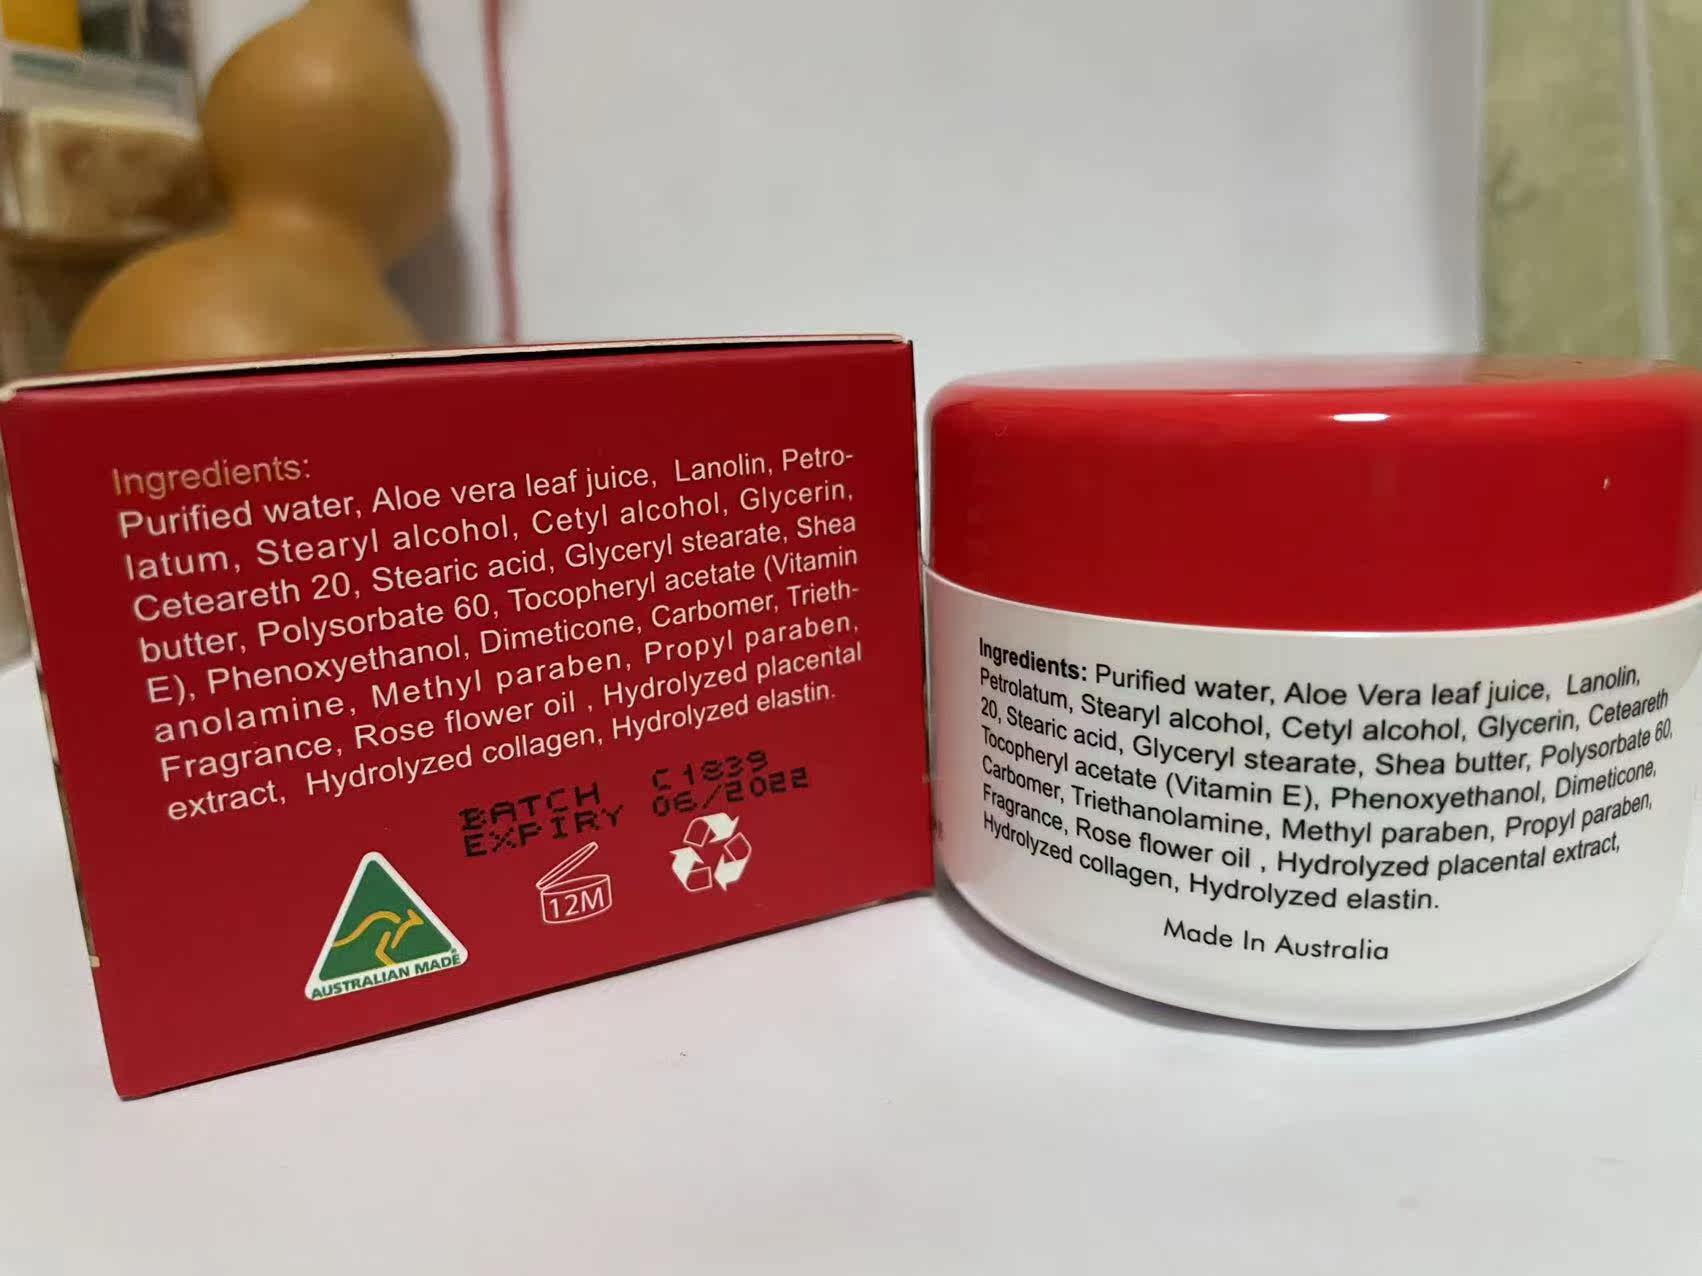 Ingredients:
Purified water, Aloe vera leaf juice, Lanolin, Petro-
latum, Stearyl alcohol, Cetyl alcohol, Glycerin,
Ceteareth 20, Stearic acid, Glyceryl stearate, Shea
butter, Polysorbate 60, Tocopheryl acetate (Vitamin
E), Phenoxyethanol, Dimeticone, Carbomer, Trieth-
anolamine, Methyl paraben, Propyl paraben,
Fragrance, Rose flower oil , Hydrolyzed placental
extract, Hydrolyzed collagen, Hydrolyzed elastin.
BATCH C1839
EXPIRY 06/2022
12M
AUSTRALIAN MADE
Ingredients: Purified water, Aloe Vera leaf juice, Lanolin,
Petrolatum, Stearyl alcohol, Cetyl alcohol, Glycerin, Ceteareth
20, Stearic acid, Glyceryl stearate, Shea butter, Polysorbate 60,
Tocopheryl acetate (Vitamin E), Phenoxyethanol, Dimeticone,
Carbomer, Triethanolamine, Methyl paraben, Propyl paraben,
Fragrance, Rose flower oil , Hydrolyzed placental extract,
Hydrolyzed collagen, Hydrolyzed elastin.
Made In Australia